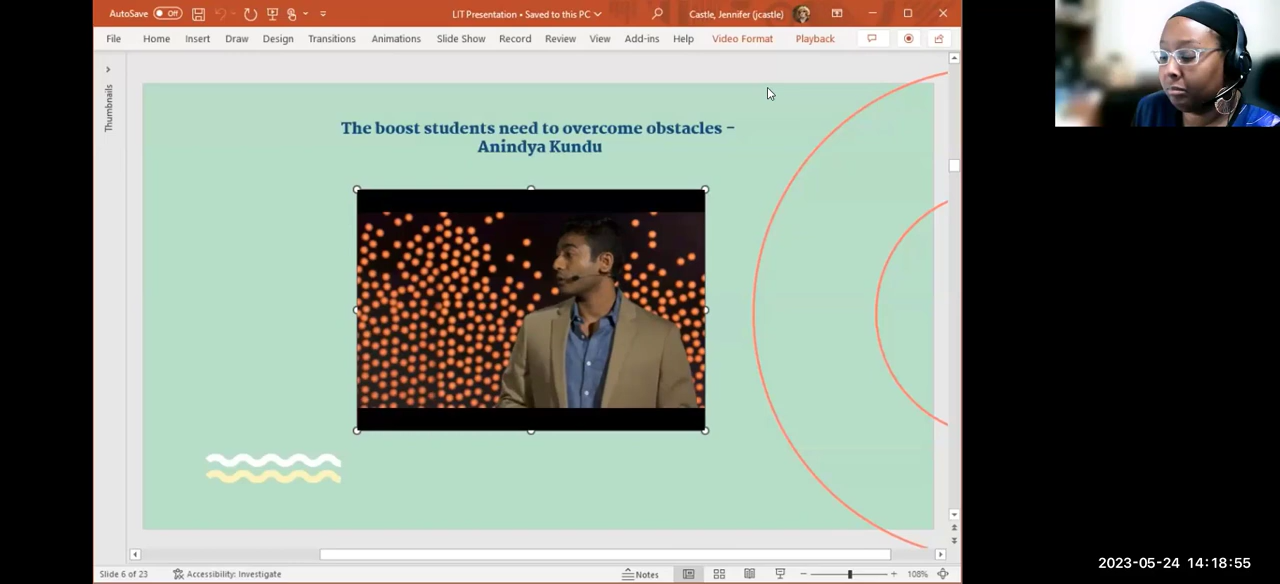 AutoSave Off LIT Presentation • Saved to this PC Castle, Jennifer (jcastle)
File Home Insert Draw Design Transitions Animations Slide Show Record Review View Add-ins Help Video Format Playback
Thumbnails
The boost students need to overcome obstacles –
Anindya Kundu
Slide 6 of 23 Accessibility: Investigate Notes 108%
2023-05-24 14:18:55